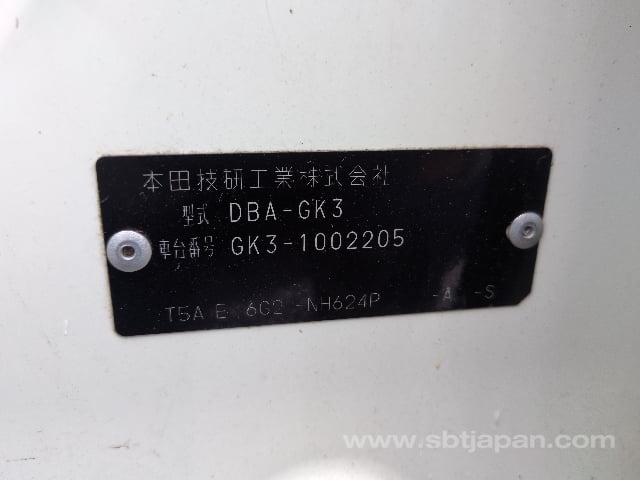 本田技研工業株式会社
型式 DBA-GK3
車台番号 GK3-1002205
T5A E 6G2 -NH624P -A -S
www.sbtjapan.com